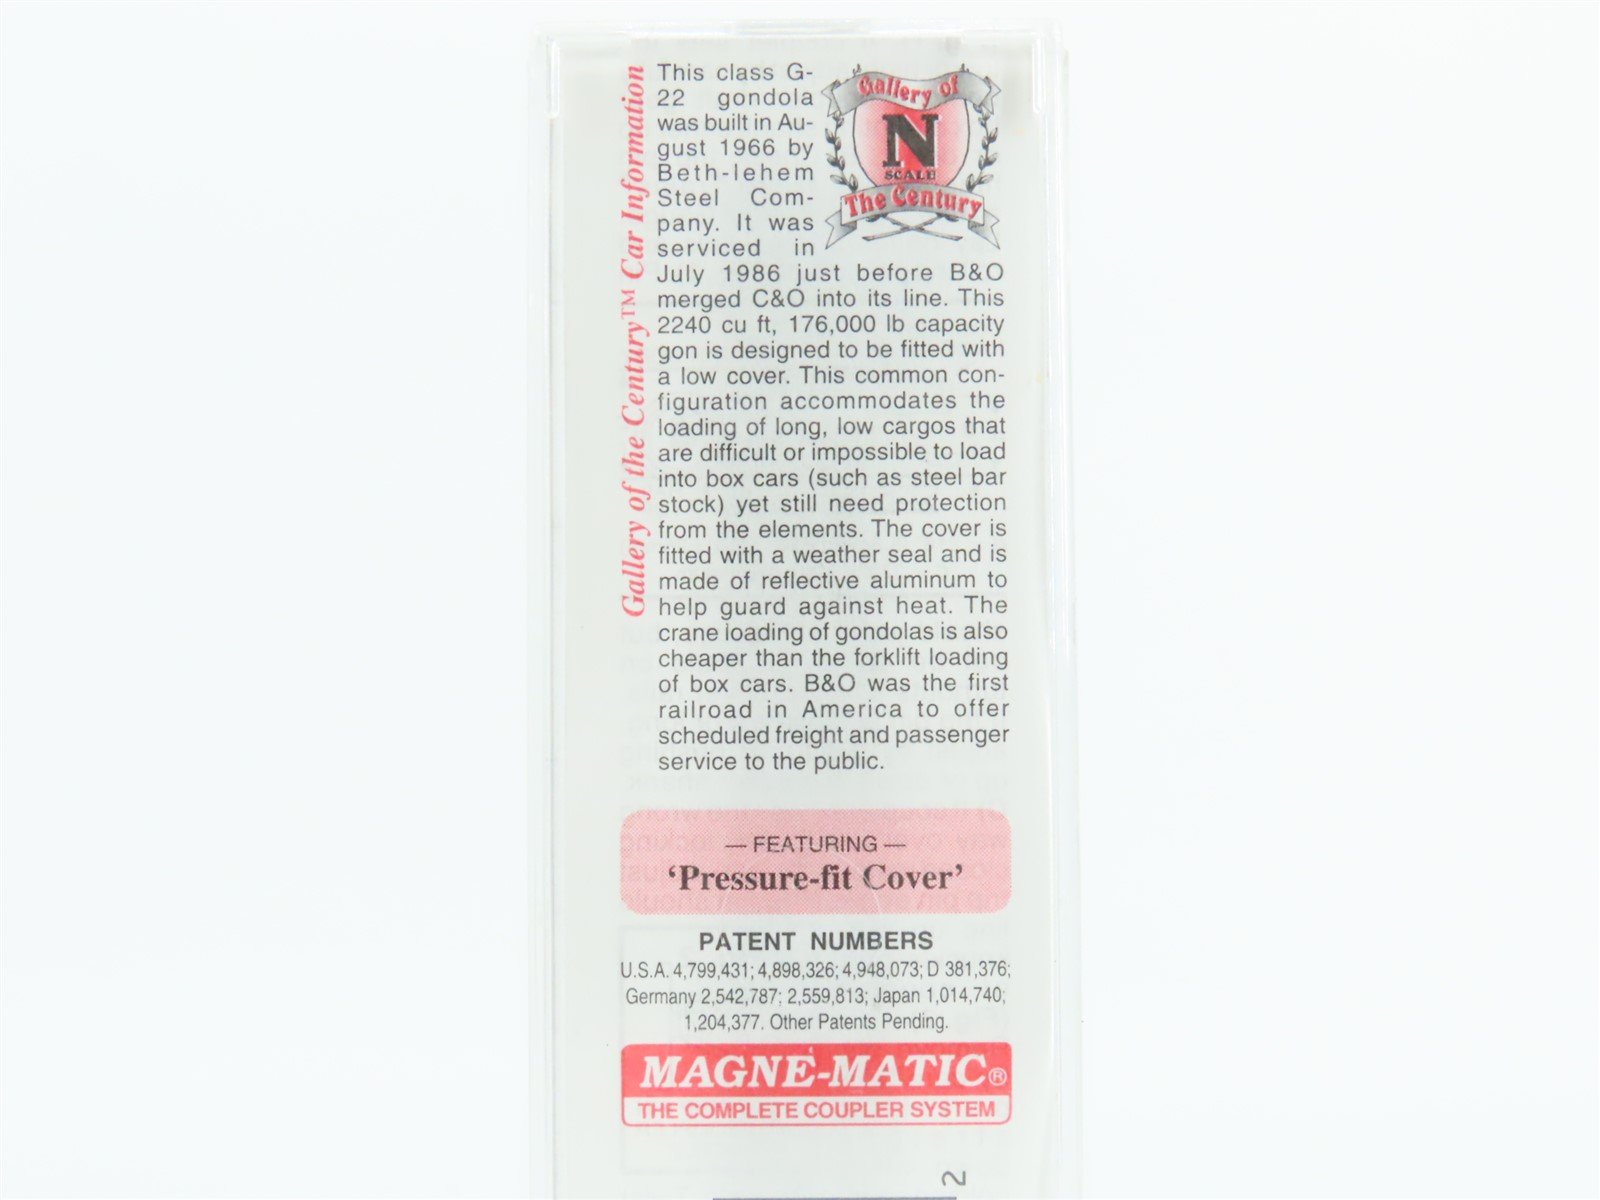 Gallery of the Century™ Car Information
This class G-
22 gondola
was built in Au-
gust 1966 by
Beth-lehem
Steel Com-
pany. It was
serviced in
July 1986 just before B&O
merged C&O into its line. This
2240 cu ft, 176,000 lb capacity
gon is designed to be fitted with
a low cover. This common con-
figuration accommodates the
loading of long, low cargos that
are difficult or impossible to load
into box cars (such as steel bar
stock) yet still need protection
from the elements. The cover is
fitted with a weather seal and is
made of reflective aluminum to
help guard against heat. The
crane loading of gondolas is also
cheaper than the forklift loading
of box cars. B&O was the first
railroad in America to offer
scheduled freight and passenger
service to the public.
Gallery of
N
SCALE
The Century
— FEATURING —
‘Pressure-fit Cover’
PATENT NUMBERS
U.S.A. 4,799,431; 4,898,326; 4,948,073; D 381,376;
Germany 2,542,787; 2,559,813; Japan 1,014,740;
1,204,377. Other Patents Pending.
MAGNE-MATIC®
THE COMPLETE COUPLER SYSTEM
2